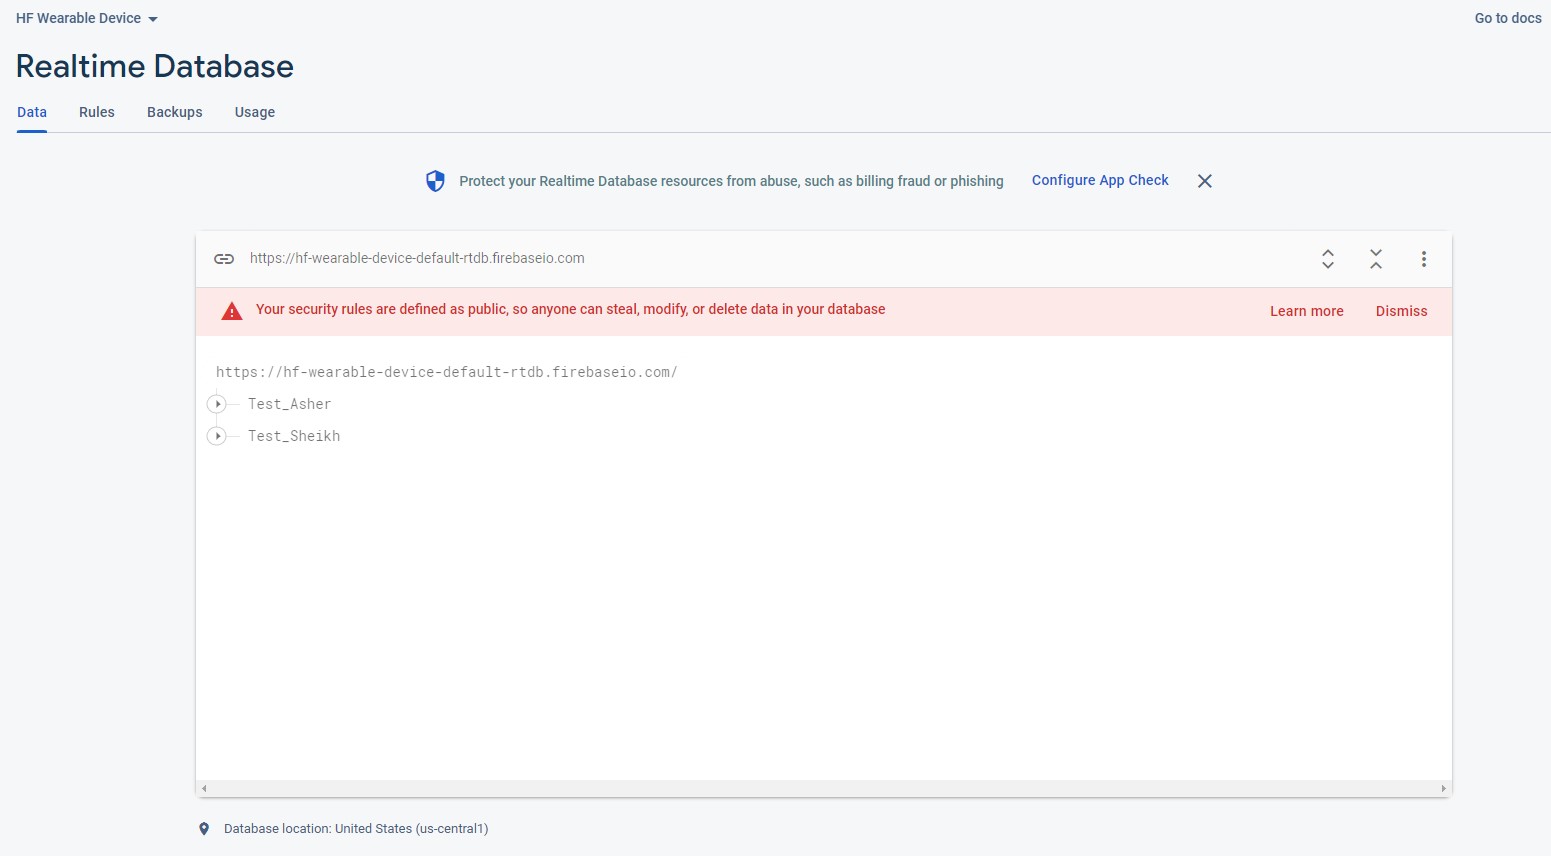 HF Wearable Device
Go to docs
Realtime Database
Data Rules Backups Usage
Protect your Realtime Database resources from abuse, such as billing fraud or phishing Configure App Check
https://hf-wearable-device-default-rtdb.firebaseio.com
Your security rules are defined as public, so anyone can steal, modify, or delete data in your database Learn more Dismiss
https://hf-wearable-device-default-rtdb.firebaseio.com/
Test_Asher
Test_Sheikh
Database location: United States (us-central1)